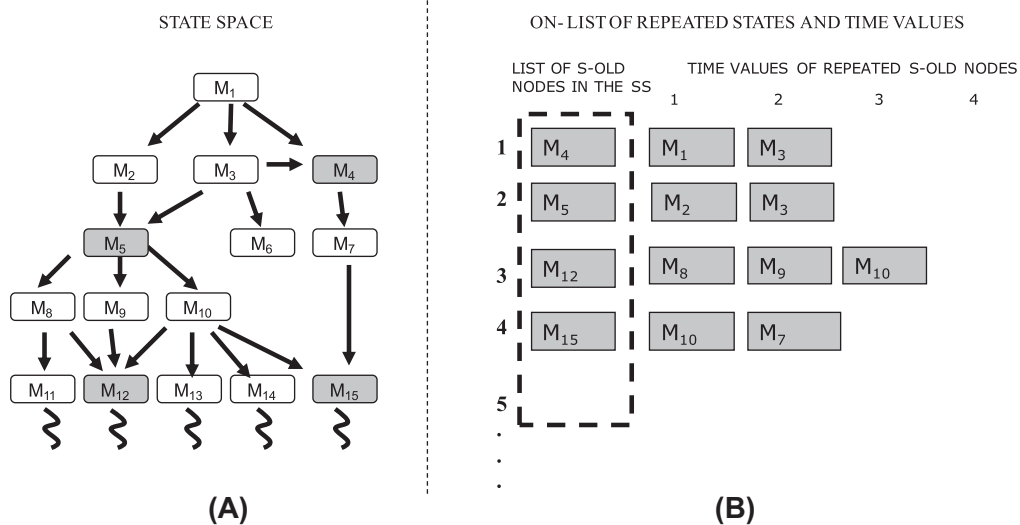 STATE SPACE
M1
M2 M3 M4
M5 M6 M7
M8 M9 M10
M11 M12 M13 M14 M15
(A)
ON- LIST OF REPEATED STATES AND TIME VALUES
LIST OF S-OLD
NODES IN THE SS
TIME VALUES OF REPEATED S-OLD NODES
1 2 3 4
1 M4 M1 M3
2 M5 M2 M3
3 M12 M8 M9 M10
4 M15 M10 M7
5
.
.
.
(B)